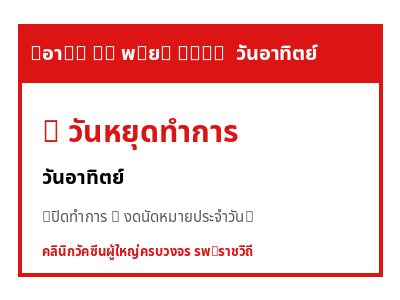 วันอาทิตย์
วันหยุดทำการ
วันอาทิตย์
ปิดทำการ งดนัดหมายประจำวัน
คลินิกวัคซีนผู้ใหญ่ครบวงจร รพ ราชวิถี